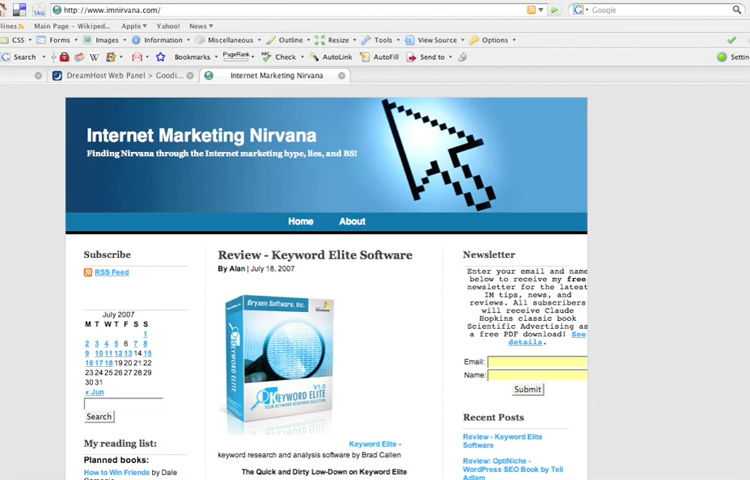 http://www.imnirvana.com/
Google
TAG
lines Main Page – Wikiped... Apple Yahoo! News
CSS Forms Images Information Miscellaneous Outline Resize Tools View Source Options
Search Bookmarks PageRank Check AutoLink AutoFill Send to Settin
DreamHost Web Panel > Goodi... Internet Marketing Nirvana
Internet Marketing Nirvana
Finding Nirvana through the Internet marketing hype, lies, and BS!
Home About
Subscribe
RSS Feed
July 2007
M T W T F S S
1
2 3 4 5 6 7 8
9 10 11 12 13 14 15
16 17 18 19 20 21 22
23 24 25 26 27 28 29
30 31
« Jun
Search
My reading list:
Planned books:
How to Win Friends by Dale
Review - Keyword Elite Software
By Alan | July 18, 2007
Bryxen Software, Inc.
KEYWORD ELITE
V1.0
KEYWORD ELITE
Keyword Elite -
keyword research and analysis software by Brad Callen
The Quick and Dirty Low-Down on Keyword Elite
Newsletter
Enter your email and name
below to receive my free
newsletter for the latest
IM tips, news, and
reviews. All subscribers
will receive Claude
Hopkins classic book
Scientific Advertising as
a free PDF download! See
details.
Email:
Name:
Submit
Recent Posts
Review - Keyword Elite
Software
Review: OptiNiche -
WordPress SEO Book by Teli
Adlam